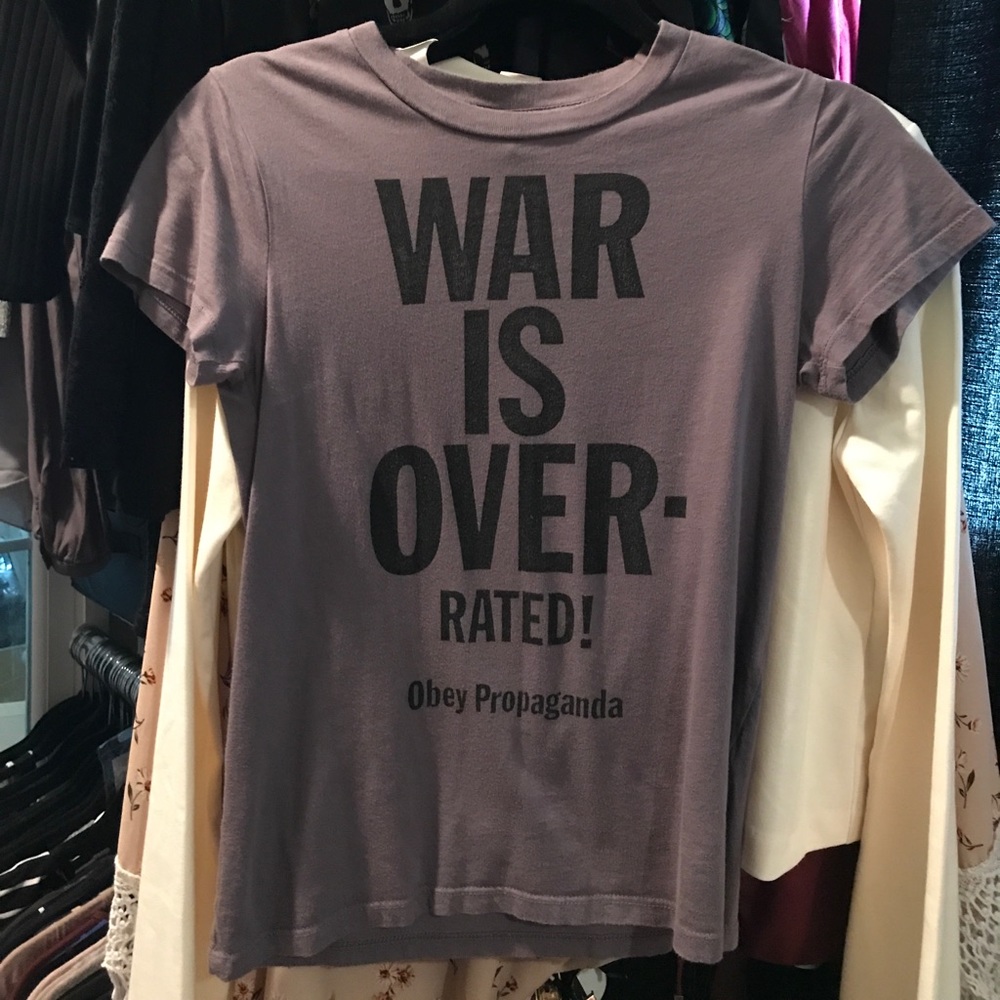 WAR
IS
OVER-
RATED!
Obey Propaganda